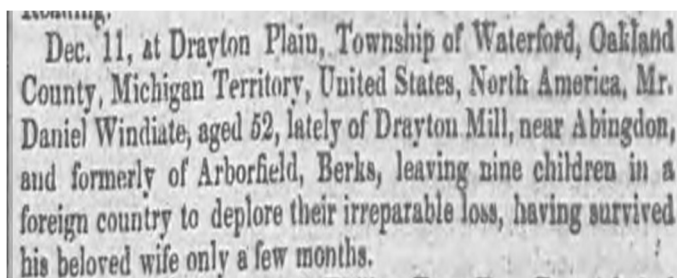 Reading.
Dec. 11, at Drayton Plain, Township of Waterford, Oakland
County, Michigan Territory, United States, North America, Mr.
Daniel Windiate, aged 52, lately of Drayton Mill, near Abingdon,
and formerly of Arborfield, Berks, leaving nine children in a
foreign country to deplore their irreparable loss, having survived
his beloved wife only a few months.